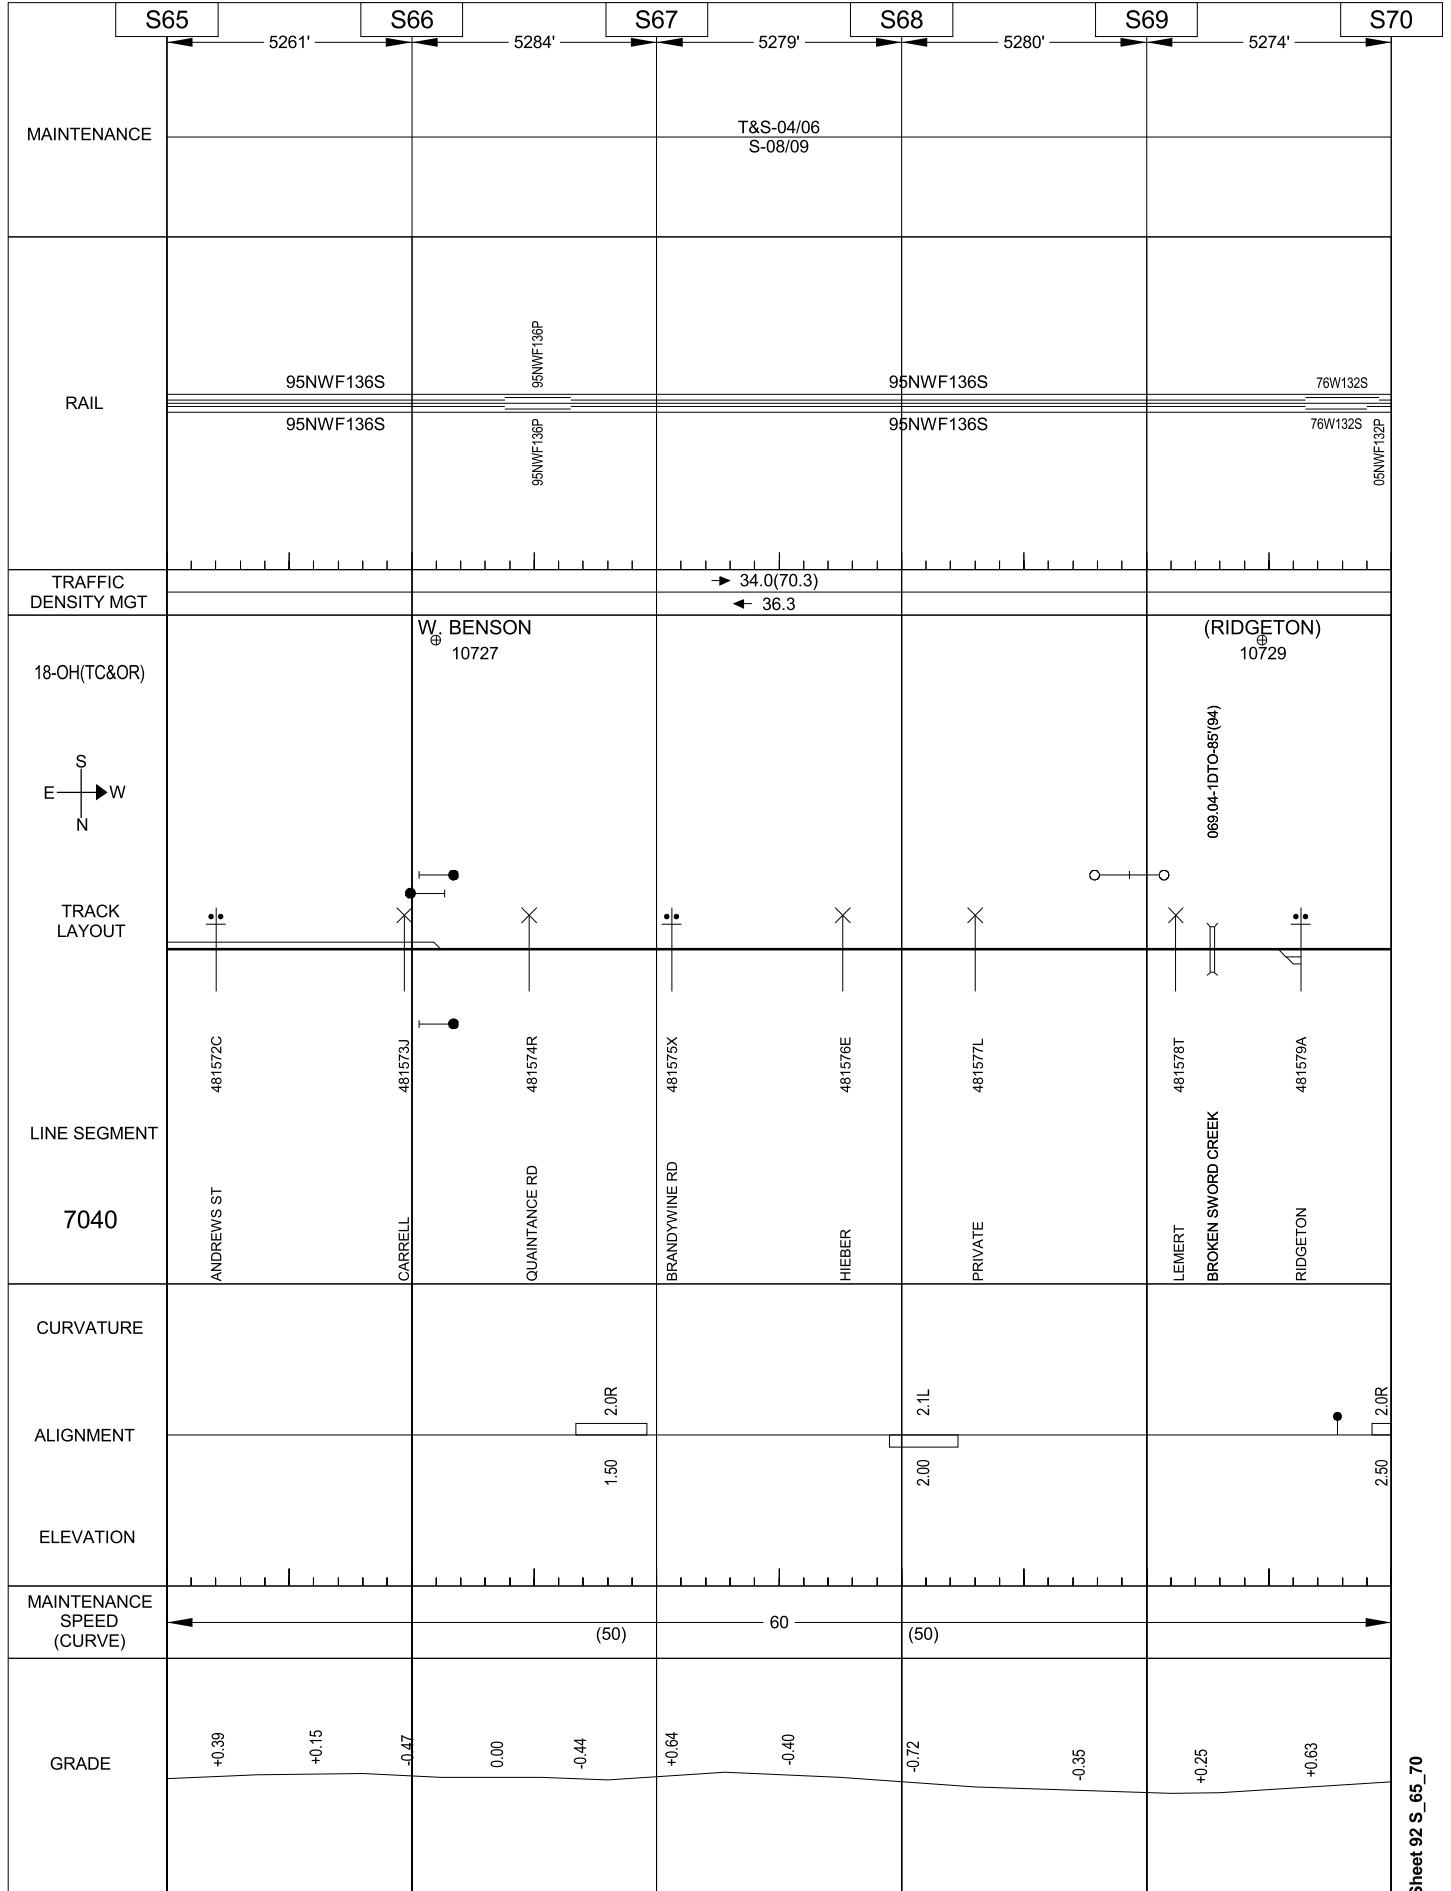 S65 S66 S67 S68 S69 S70
5261' 5284' 5279' 5280' 5274'
MAINTENANCE
T&S-04/06
S-08/09
RAIL
95NWF136S
95NWF136S
95NWF136P
95NWF136P
95NWF136S
95NWF136S
76W132S
76W132S
05NWF132P
TRAFFIC
DENSITY MGT
34.0(70.3)
36.3
18-OH(TC&OR)
W. BENSON
10727
(RIDGETON)
10729
S
E W
N
069.04-1DTO-85'(94)
TRACK
LAYOUT
481572C
481573J
481574R
481575X
481576E
481577L
481578T
481579A
LINE SEGMENT
7040
ANDREWS ST
CARRELL
QUAINTANCE RD
BRANDYWINE RD
HIEBER
PRIVATE
LEMERT
BROKEN SWORD CREEK
RIDGETON
CURVATURE
2.0R
2.1L
2.0R
ALIGNMENT
1.50
2.00
2.50
ELEVATION
MAINTENANCE
SPEED
(CURVE)
60
(50)
(50)
GRADE
+0.39
+0.15
-0.47
0.00
-0.44
+0.64
-0.40
-0.72
-0.35
+0.25
+0.63
Sheet 92 S_65_70